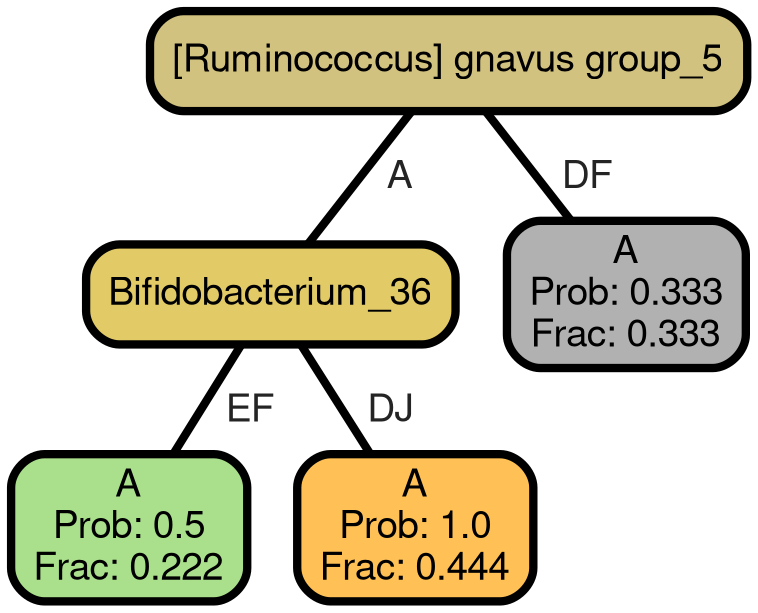 [Ruminococcus] gnavus group_5
A
DF
A
Prob: 0.333
Frac: 0.333
Bifidobacterium_36
EF
DJ
A
Prob: 0.5
Frac: 0.222
A
Prob: 1.0
Frac: 0.444